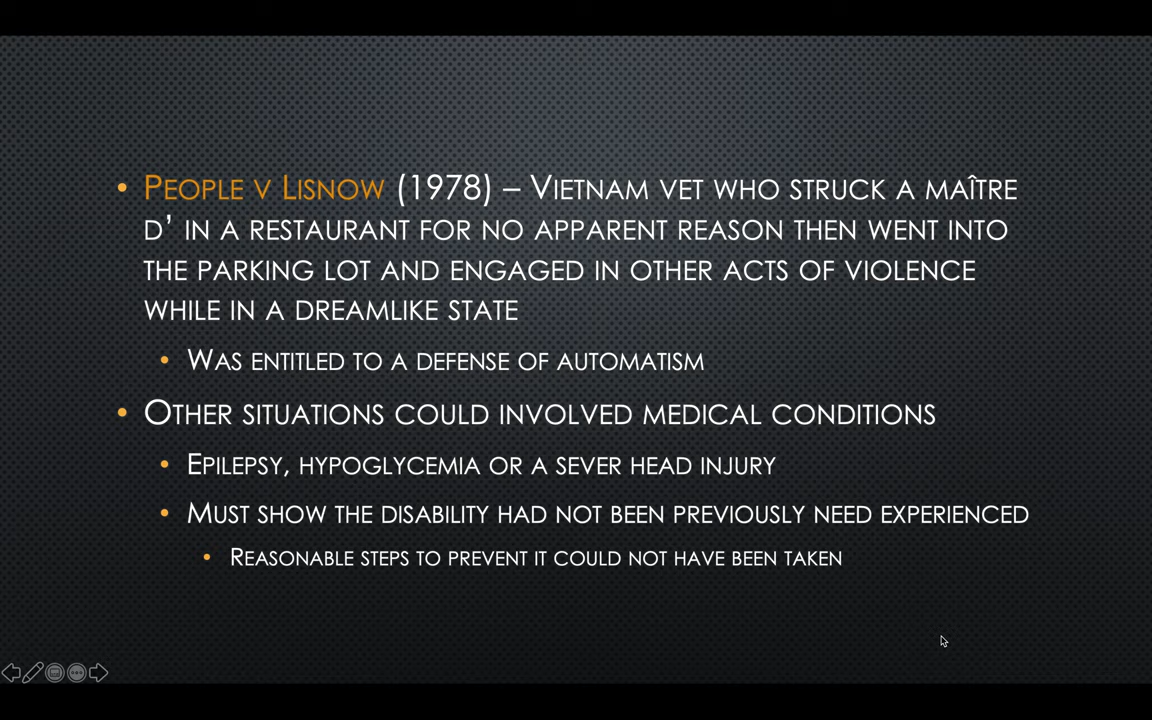 People v Lisnow (1978) – Vietnam vet who struck a maître
d’ in a restaurant for no apparent reason then went into
the parking lot and engaged in other acts of violence
while in a dreamlike state
Was entitled to a defense of automatism
Other situations could involved medical conditions
Epilepsy, hypoglycemia or a sever head injury
Must show the disability had not been previously need experienced
Reasonable steps to prevent it could not have been taken